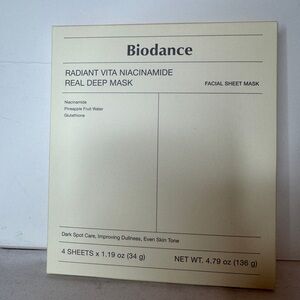 Biodance
RADIANT VITA NIACINAMIDE
REAL DEEP MASK
FACIAL SHEET MASK
Niacinamide
Pineapple Fruit Water
Glutathione
Dark Spot Care, Improving Dullness, Even Skin Tone
4 SHEETS x 1.19 oz (34 g)
NET WT. 4.79 oz (136 g)